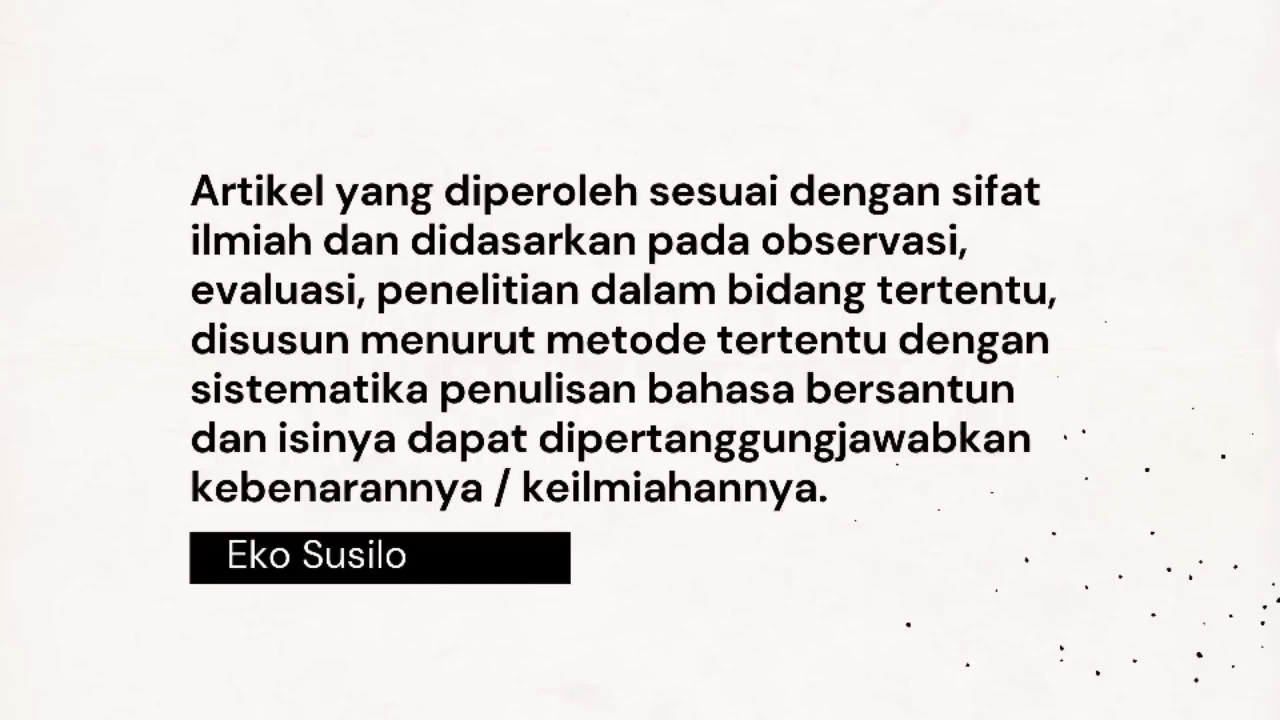 Artikel yang diperoleh sesuai dengan sifat
ilmiah dan didasarkan pada observasi,
evaluasi, penelitian dalam bidang tertentu,
disusun menurut metode tertentu dengan
sistematika penulisan bahasa bersantun
dan isinya dapat dipertanggungjawabkan
kebenarannya / keilmiahannya.
Eko Susilo